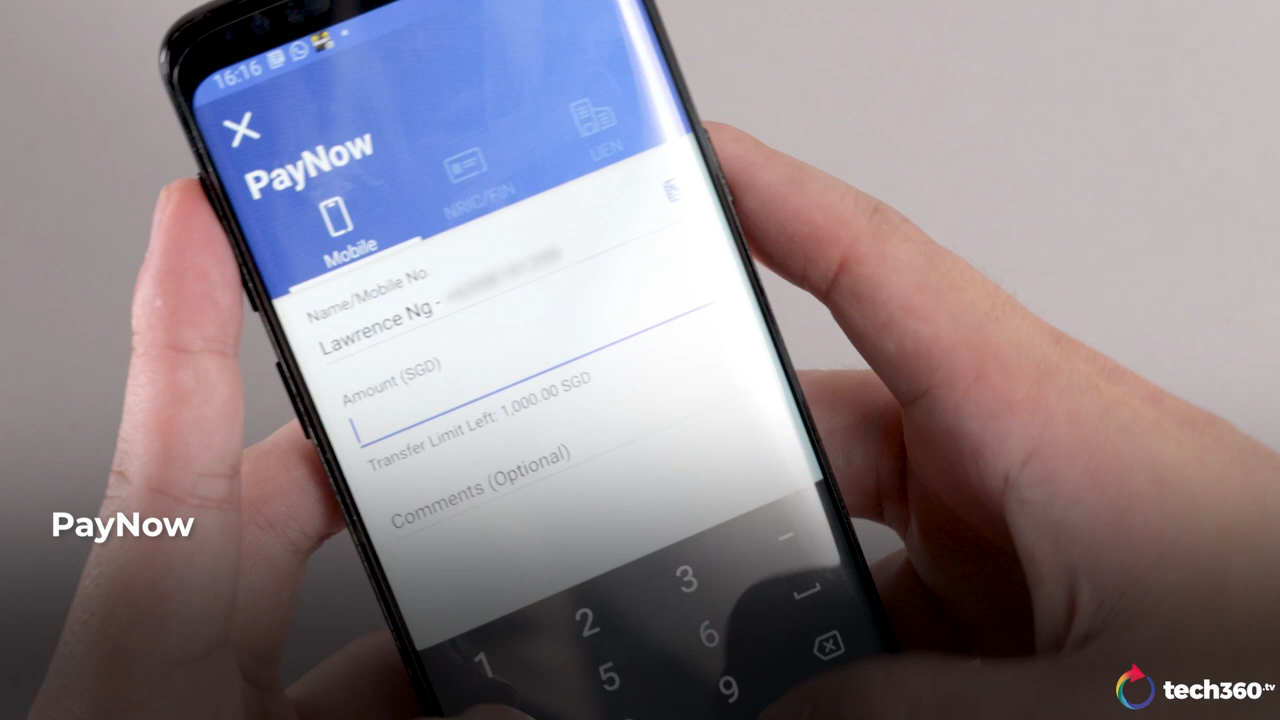 16:16
PayNow
Mobile
NRIC/FIN
UEN
Name/Mobile No
Lawrence Ng -
Amount (SGD)
Transfer Limit Left: 1,000.00 SGD
Comments (Optional)
1 2 3 -
5 6
9
PayNow
tech360.tv